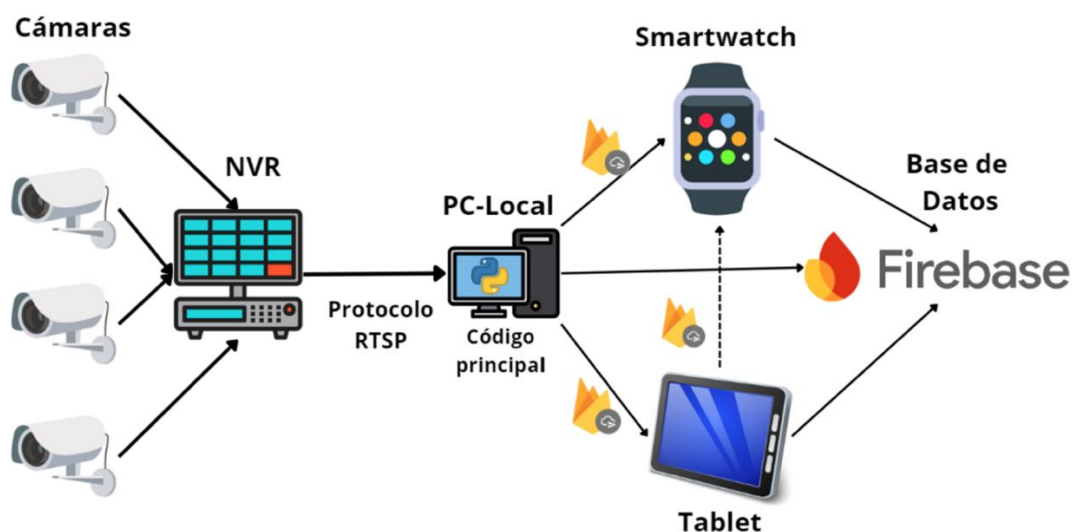 Cámaras
NVR
Protocolo
RTSP
PC-Local
Código
principal
Smartwatch
Tablet
Base de
Datos
Firebase